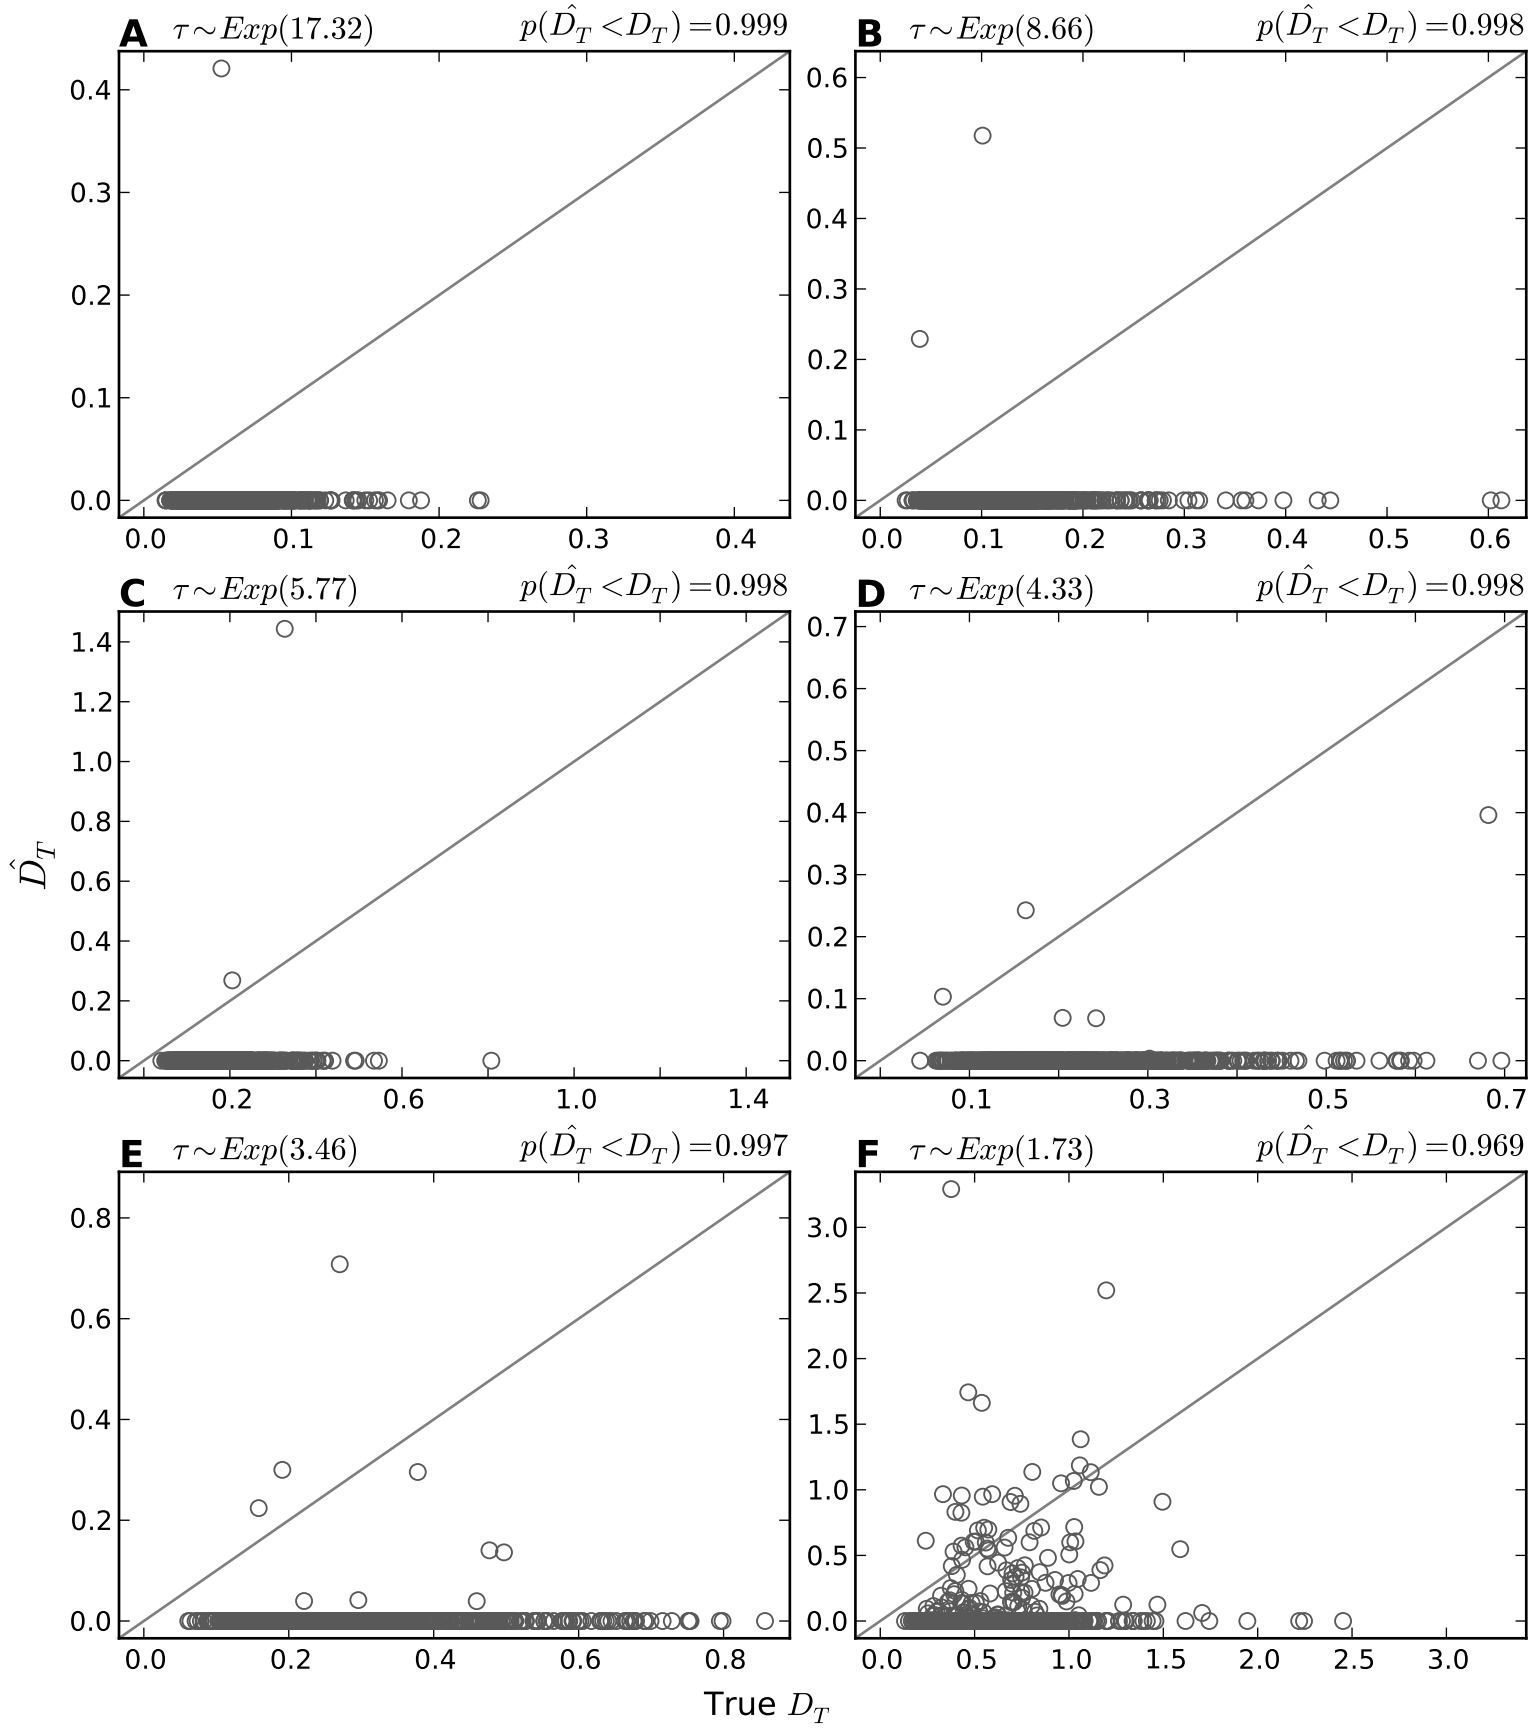 A τ∼Exp(17.32) p(D̂_T<D_T)=0.999
0.4
0.3
0.2
0.1
0.0
0.0 0.1 0.2 0.3 0.4
B τ∼Exp(8.66) p(D̂_T<D_T)=0.998
0.6
0.5
0.4
0.3
0.2
0.1
0.0
0.0 0.1 0.2 0.3 0.4 0.5 0.6
C τ∼Exp(5.77) p(D̂_T<D_T)=0.998
1.4
1.2
1.0
0.8
0.6
0.4
0.2
0.0
0.2 0.6 1.0 1.4
D τ∼Exp(4.33) p(D̂_T<D_T)=0.998
0.7
0.6
0.5
0.4
0.3
0.2
0.1
0.0
0.1 0.3 0.5 0.7
E τ∼Exp(3.46) p(D̂_T<D_T)=0.997
0.8
0.6
0.4
0.2
0.0
0.0 0.2 0.4 0.6 0.8
F τ∼Exp(1.73) p(D̂_T<D_T)=0.969
3.0
2.5
2.0
1.5
1.0
0.5
0.0
0.0 0.5 1.0 1.5 2.0 2.5 3.0
D̂_T
True D_T